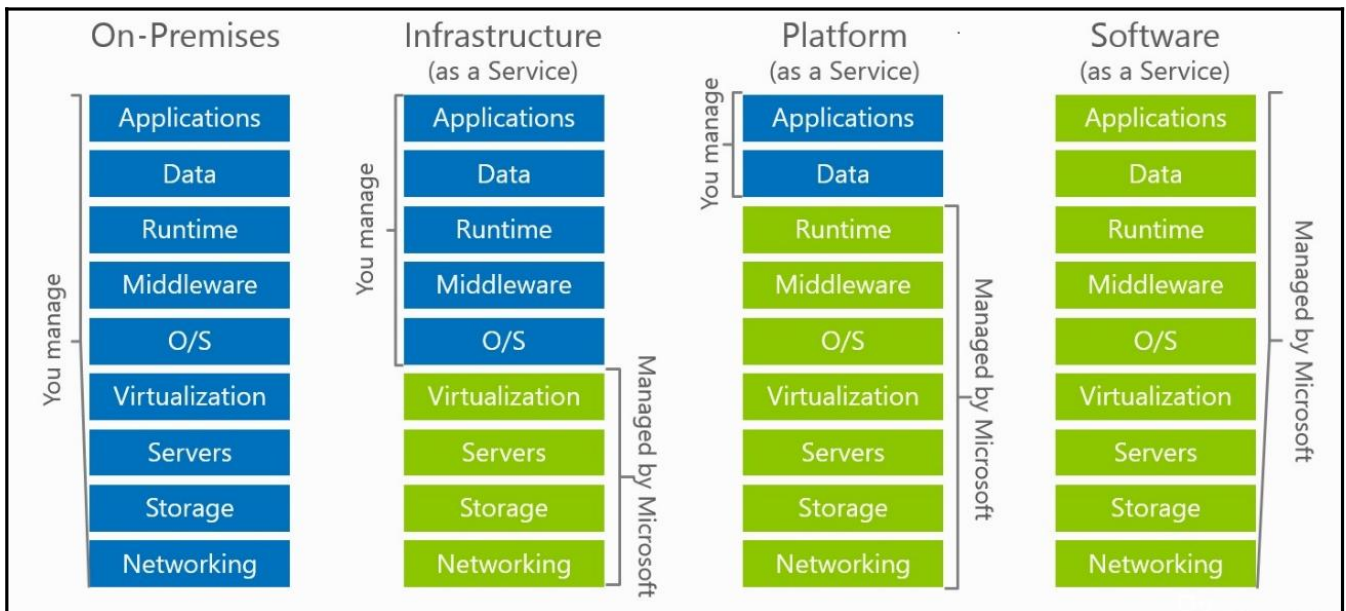 On-Premises
You manage
Applications
Data
Runtime
Middleware
O/S
Virtualization
Servers
Storage
Networking
Infrastructure
(as a Service)
You manage
Applications
Data
Runtime
Middleware
O/S
Virtualization
Servers
Storage
Networking
Managed by Microsoft
Platform
(as a Service)
You manage
Applications
Data
Runtime
Middleware
O/S
Virtualization
Servers
Storage
Networking
Managed by Microsoft
Software
(as a Service)
Applications
Data
Runtime
Middleware
O/S
Virtualization
Servers
Storage
Networking
Managed by Microsoft